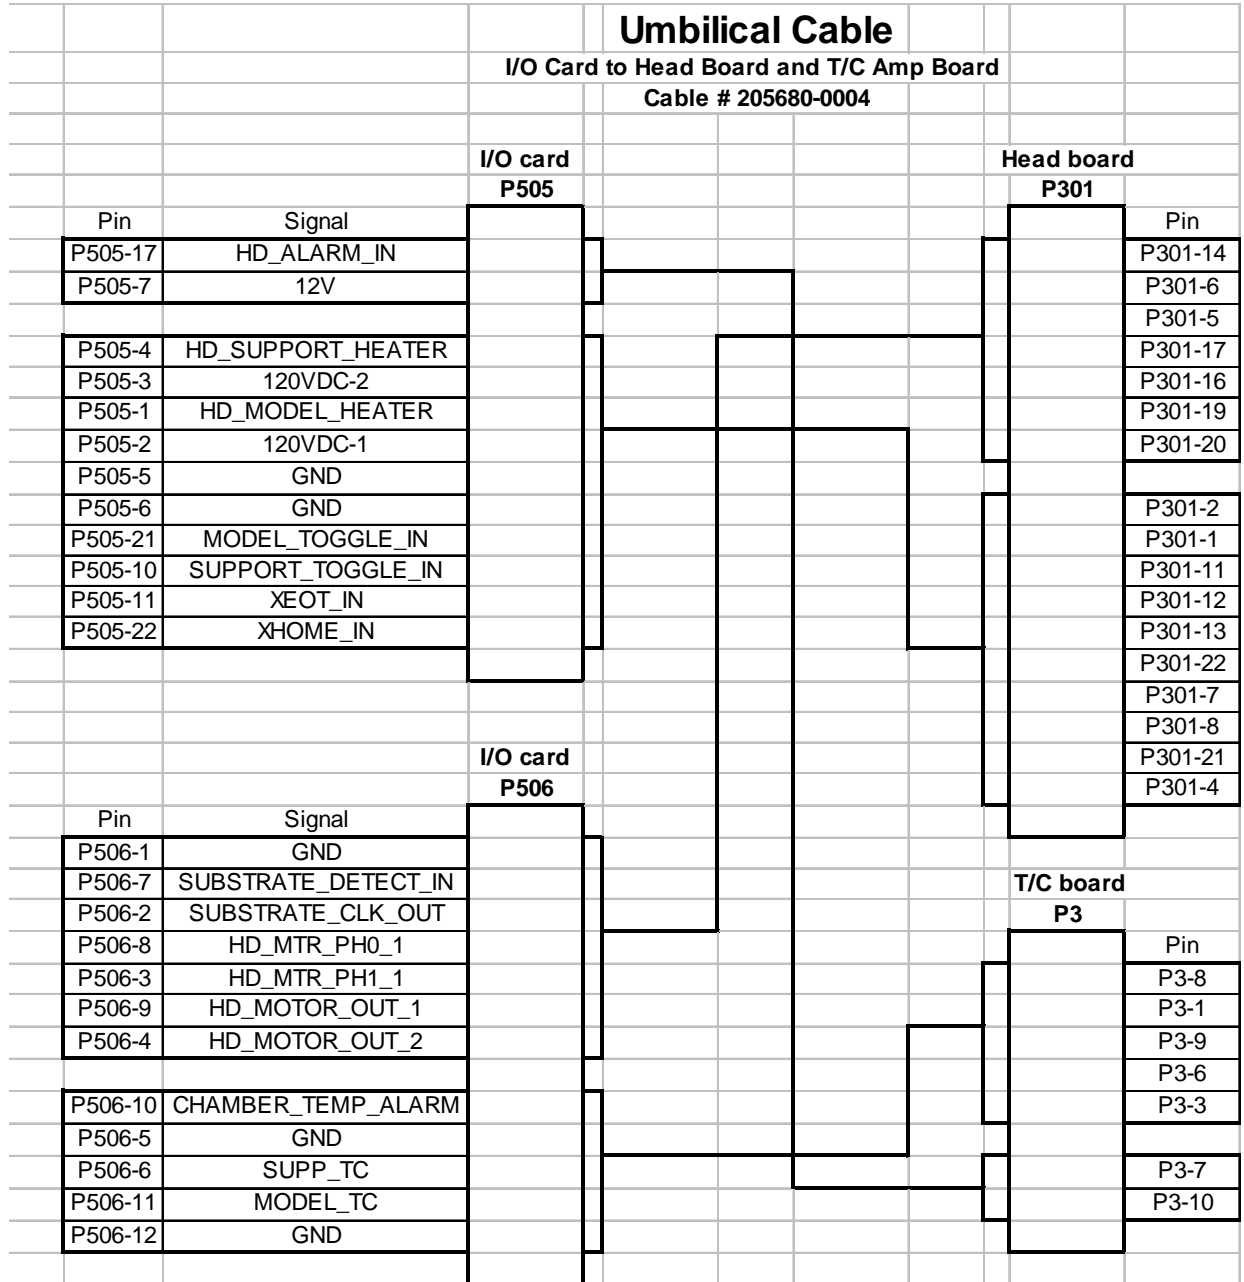 Umbilical Cable
I/O Card to Head Board and T/C Amp Board
Cable # 205680-0004
I/O card
P505
Pin Signal
P505-17 HD_ALARM_IN
P505-7 12V
P505-4 HD_SUPPORT_HEATER
P505-3 120VDC-2
P505-1 HD_MODEL_HEATER
P505-2 120VDC-1
P505-5 GND
P505-6 GND
P505-21 MODEL_TOGGLE_IN
P505-10 SUPPORT_TOGGLE_IN
P505-11 XEOT_IN
P505-22 XHOME_IN
I/O card
P506
Pin Signal
P506-1 GND
P506-7 SUBSTRATE_DETECT_IN
P506-2 SUBSTRATE_CLK_OUT
P506-8 HD_MTR_PH0_1
P506-3 HD_MTR_PH1_1
P506-9 HD_MOTOR_OUT_1
P506-4 HD_MOTOR_OUT_2
P506-10 CHAMBER_TEMP_ALARM
P506-5 GND
P506-6 SUPP_TC
P506-11 MODEL_TC
P506-12 GND
Head board
P301
Pin
P301-14
P301-6
P301-5
P301-17
P301-16
P301-19
P301-20
P301-2
P301-1
P301-11
P301-12
P301-13
P301-22
P301-7
P301-8
P301-21
P301-4
T/C board
P3
Pin
P3-8
P3-1
P3-9
P3-6
P3-3
P3-7
P3-10